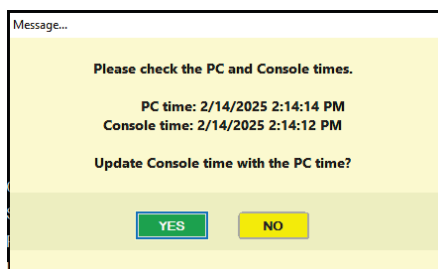 Message...
Please check the PC and Console times.
PC time: 2/14/2025 2:14:14 PM
Console time: 2/14/2025 2:14:12 PM
Update Console time with the PC time?
YES NO